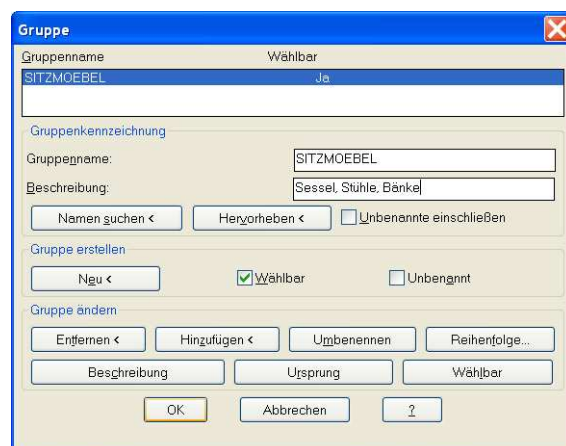 Gruppe
Gruppenname Wählbar
SITZMOEBEL Ja
Gruppenkennzeichnung
Gruppenname: SITZMOEBEL
Beschreibung: Sessel, Stühle, Bänke
Namen suchen < Hervorheben < Unbenannte einschließen
Gruppe erstellen
Neu < Wählbar Unbenannt
Gruppe ändern
Entfernen < Hinzufügen < Umbenennen Reihenfolge...
Beschreibung Ursprung Wählbar
OK Abbrechen ?